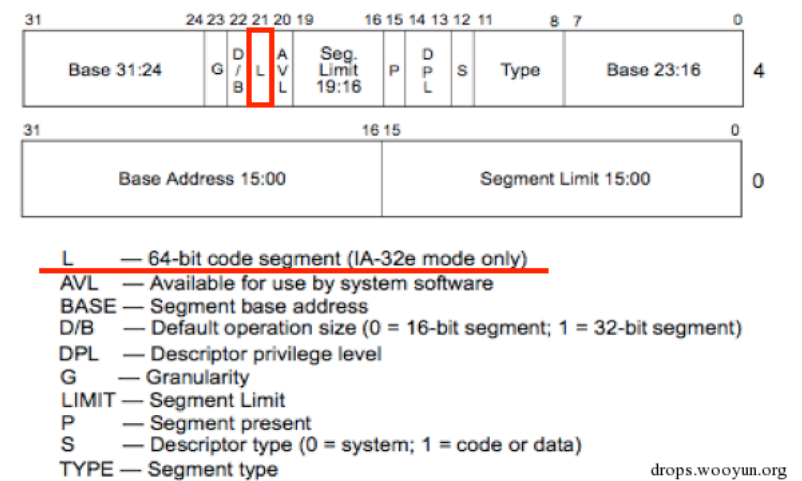 31 24 23 22 21 20 19 16 15 14 13 12 11 8 7 0
Base 31:24 G D/B L AVL Seg. Limit 19:16 P DPL S Type Base 23:16 4
31 16 15 0
Base Address 15:00 Segment Limit 15:00 0
L — 64-bit code segment (IA-32e mode only)
AVL — Available for use by system software
BASE — Segment base address
D/B — Default operation size (0 = 16-bit segment; 1 = 32-bit segment)
DPL — Descriptor privilege level
G — Granularity
LIMIT — Segment Limit
P — Segment present
S — Descriptor type (0 = system; 1 = code or data)
TYPE — Segment type
drops.wooyun.org